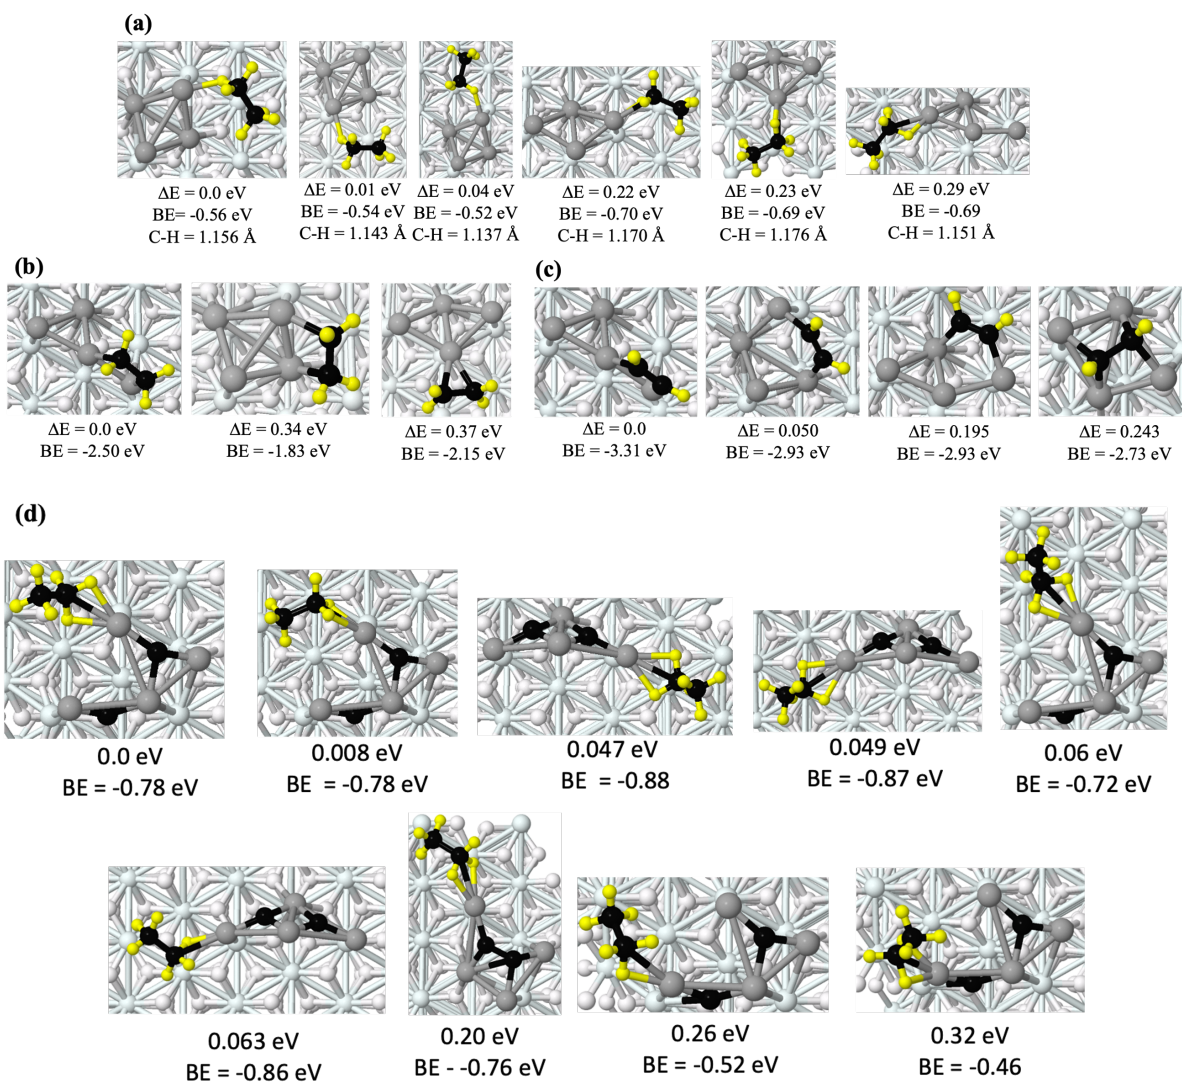 (a)
ΔE = 0.0 eV
BE= -0.56 eV
C-H = 1.156 Å
ΔE = 0.01 eV
BE = -0.54 eV
C-H = 1.143 Å
ΔE = 0.04 eV
BE = -0.52 eV
C-H = 1.137 Å
ΔE = 0.22 eV
BE = -0.70 eV
C-H = 1.170 Å
ΔE = 0.23 eV
BE = -0.69 eV
C-H = 1.176 Å
ΔE = 0.29 eV
BE = -0.69
C-H = 1.151 Å
(b)
ΔE = 0.0 eV
BE = -2.50 eV
ΔE = 0.34 eV
BE = -1.83 eV
ΔE = 0.37 eV
BE = -2.15 eV
(c)
ΔE = 0.0
BE = -3.31 eV
ΔE = 0.050
BE = -2.93 eV
ΔE = 0.195
BE = -2.93 eV
ΔE = 0.243
BE = -2.73 eV
(d)
0.0 eV
BE = -0.78 eV
0.008 eV
BE = -0.78 eV
0.047 eV
BE = -0.88
0.049 eV
BE = -0.87 eV
0.06 eV
BE = -0.72 eV
0.063 eV
BE = -0.86 eV
0.20 eV
BE - -0.76 eV
0.26 eV
BE = -0.52 eV
0.32 eV
BE = -0.46